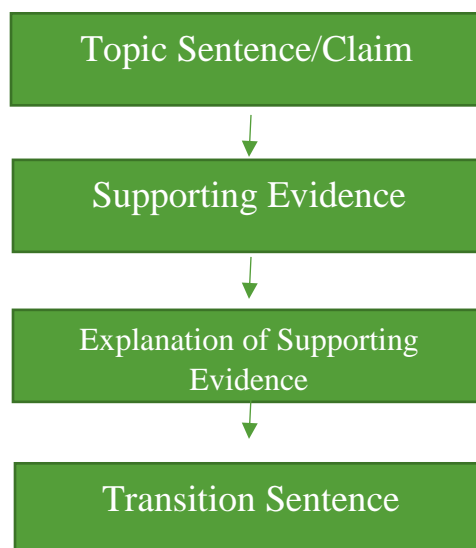 Topic Sentence/Claim
Supporting Evidence
Explanation of Supporting
Evidence
Transition Sentence